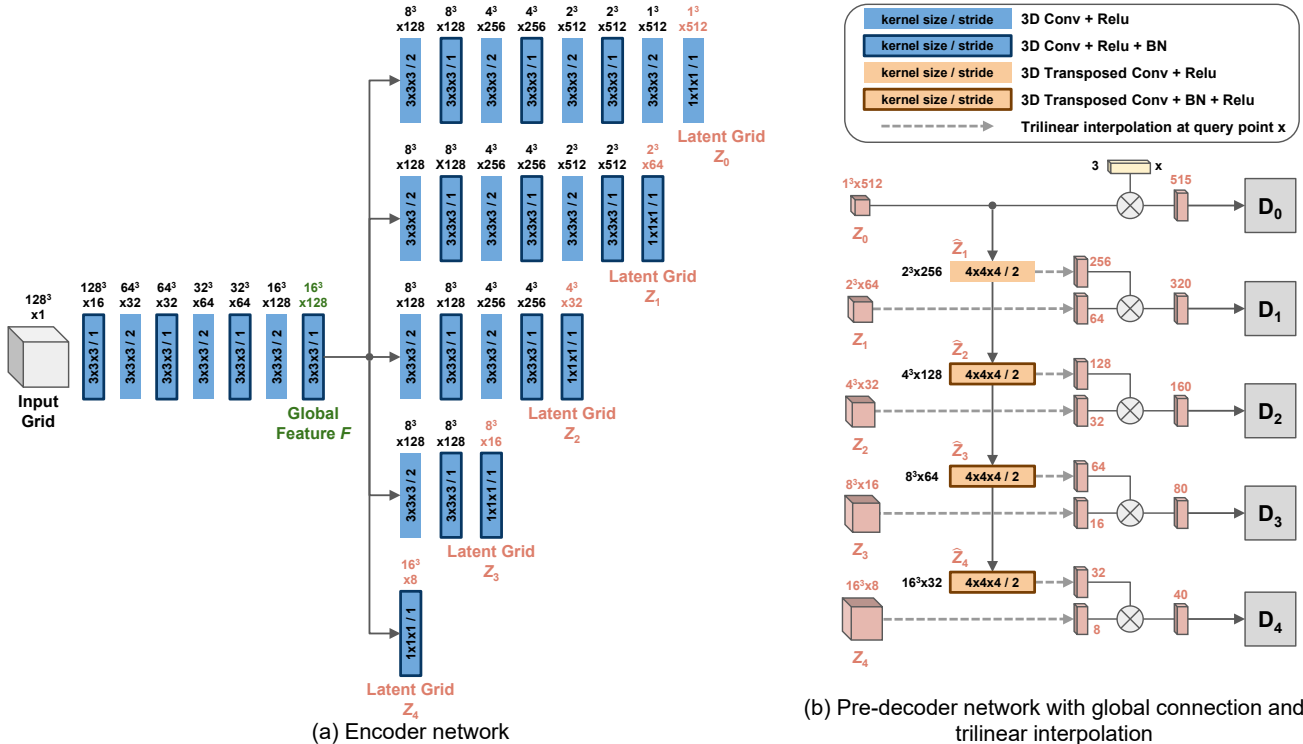 8³ 8³ 4³ 4³ 2³ 2³ 1³ 1³
x128 x128 x256 x256 x512 x512 x512 x512
3x3x3 / 2 3x3x3 / 1 3x3x3 / 2 3x3x3 / 1 3x3x3 / 2 3x3x3 / 1 3x3x3 / 2 1x1x1 / 1
Latent Grid
Z₀
8³ 8³ 4³ 4³ 2³ 2³ 2³
x128 X128 x256 x256 x512 x512 x64
3x3x3 / 2 3x3x3 / 1 3x3x3 / 2 3x3x3 / 1 3x3x3 / 2 3x3x3 / 1 1x1x1 / 1
Latent Grid
Z₁
128³
x1
Input
Grid
128³ 64³ 64³ 32³ 32³ 16³ 16³
x16 x32 x32 x64 x64 x128 x128
3x3x3 / 1 3x3x3 / 2 3x3x3 / 1 3x3x3 / 2 3x3x3 / 1 3x3x3 / 2 3x3x3 / 1
Global
Feature F
8³ 8³ 4³ 4³ 4³
x128 x128 x256 x256 x32
3x3x3 / 2 3x3x3 / 1 3x3x3 / 2 3x3x3 / 1 1x1x1 / 1
Latent Grid
Z₂
8³ 8³ 8³
x128 x128 x16
3x3x3 / 2 3x3x3 / 1 1x1x1 / 1
Latent Grid
Z₃
16³
x8
1x1x1 / 1
Latent Grid
Z₄
(a) Encoder network
kernel size / stride 3D Conv + Relu
kernel size / stride 3D Conv + Relu + BN
kernel size / stride 3D Transposed Conv + Relu
kernel size / stride 3D Transposed Conv + BN + Relu
Trilinear interpolation at query point x
3 x
1³x512 515
Z₀ D₀
Ẑ₁
2³x256 4x4x4 / 2 256
2³x64 64 320
Z₁ D₁
Ẑ₂
4³x128 4x4x4 / 2 128
4³x32 32 160
Z₂ D₂
Ẑ₃
8³x64 4x4x4 / 2 64
8³x16 16 80
Z₃ D₃
Ẑ₄
16³x32 4x4x4 / 2 32
16³x8 8 40
Z₄ D₄
(b) Pre-decoder network with global connection and
trilinear interpolation